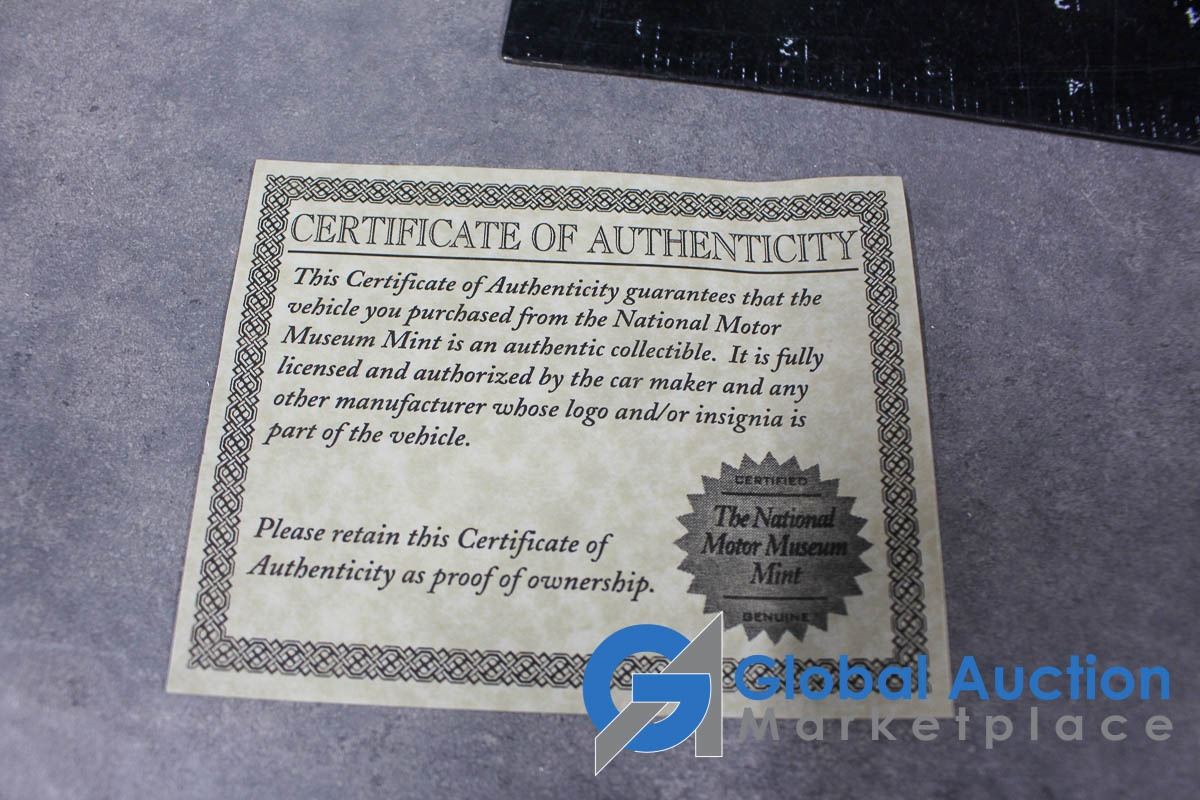 CERTIFICATE OF AUTHENTICITY
This Certificate of Authenticity guarantees that the
vehicle you purchased from the National Motor
Museum Mint is an authentic collectible. It is fully
licensed and authorized by the car maker and any
other manufacturer whose logo and/or insignia is
part of the vehicle.
Please retain this Certificate of
Authenticity as proof of ownership.
CERTIFIED
The National
Motor Museum
Mint
GENUINE
GA
Global Auction
Marketplace